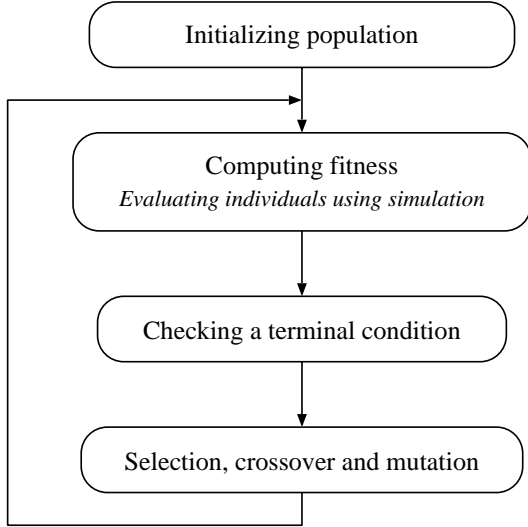 Initializing population
Computing fitness
Evaluating individuals using simulation
Checking a terminal condition
Selection, crossover and mutation